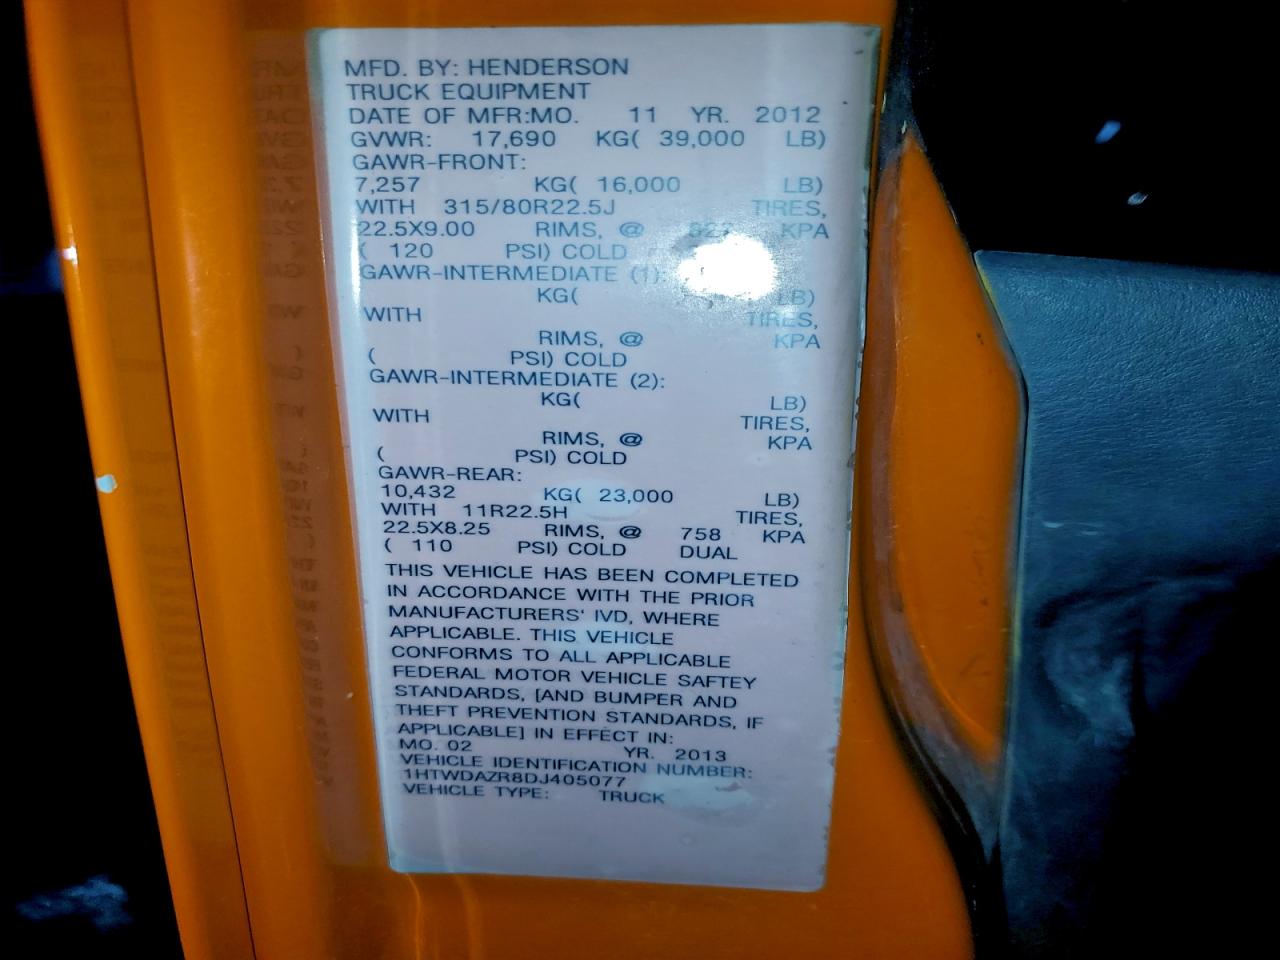 MFD. BY: HENDERSON
TRUCK EQUIPMENT
DATE OF MFR:MO. 11 YR. 2012
GVWR: 17,690 KG( 39,000 LB)
GAWR-FRONT:
7,257 KG( 16,000 LB)
WITH 315/80R22.5J TIRES,
22.5X9.00 RIMS, @ 827 KPA
( 120 PSI) COLD
GAWR-INTERMEDIATE (1):
KG( LB)
WITH TIRES,
RIMS, @ KPA
( PSI) COLD
GAWR-INTERMEDIATE (2):
KG( LB)
WITH TIRES,
RIMS, @ KPA
( PSI) COLD
GAWR-REAR:
10,432 KG( 23,000 LB)
WITH 11R22.5H TIRES,
22.5X8.25 RIMS, @ 758 KPA
( 110 PSI) COLD DUAL
THIS VEHICLE HAS BEEN COMPLETED
IN ACCORDANCE WITH THE PRIOR
MANUFACTURERS' IVD, WHERE
APPLICABLE. THIS VEHICLE
CONFORMS TO ALL APPLICABLE
FEDERAL MOTOR VEHICLE SAFTEY
STANDARDS, [AND BUMPER AND
THEFT PREVENTION STANDARDS, IF
APPLICABLE] IN EFFECT IN:
MO. 02 YR. 2013
VEHICLE IDENTIFICATION NUMBER:
1HTWDAZR8DJ405077
VEHICLE TYPE: TRUCK